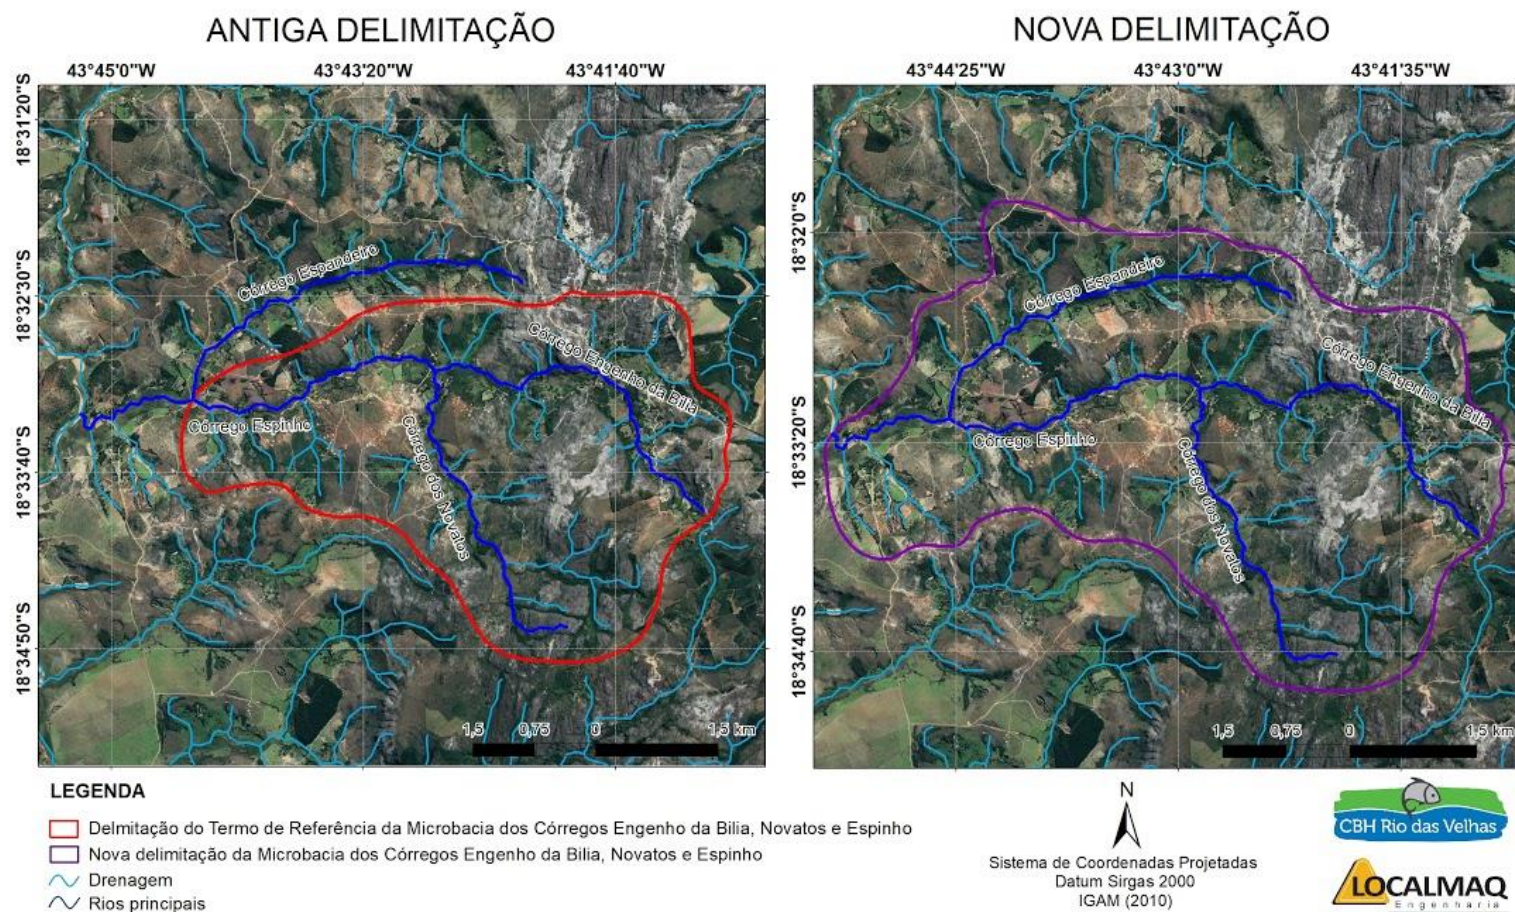 ANTIGA DELIMITAÇÃO
NOVA DELIMITAÇÃO
43°45'0"W
43°43'20"W
43°41'40"W
43°44'25"W
43°43'0"W
43°41'35"W
18°31'20"S
18°32'30"S
18°33'40"S
18°34'50"S
18°32'0"S
18°33'20"S
18°34'40"S
Córrego Espandeiro
Córrego Engenho da Bilia
Córrego Espinho
Córrego dos Novatos
1,5 0,75 0 1,5 km
Córrego Espandeiro
Córrego Engenho da Bilia
Córrego Espinho
Córrego dos Novatos
1,5 0,75 0 1,5 km
LEGENDA
Delmitação do Termo de Referência da Microbacia dos Córregos Engenho da Bilia, Novatos e Espinho
Nova delimitação da Microbacia dos Córregos Engenho da Bilia, Novatos e Espinho
Drenagem
Rios principais
N
Sistema de Coordenadas Projetadas
Datum Sirgas 2000
IGAM (2010)
CBH Rio das Velhas
LOCALMAQ
Engenharia